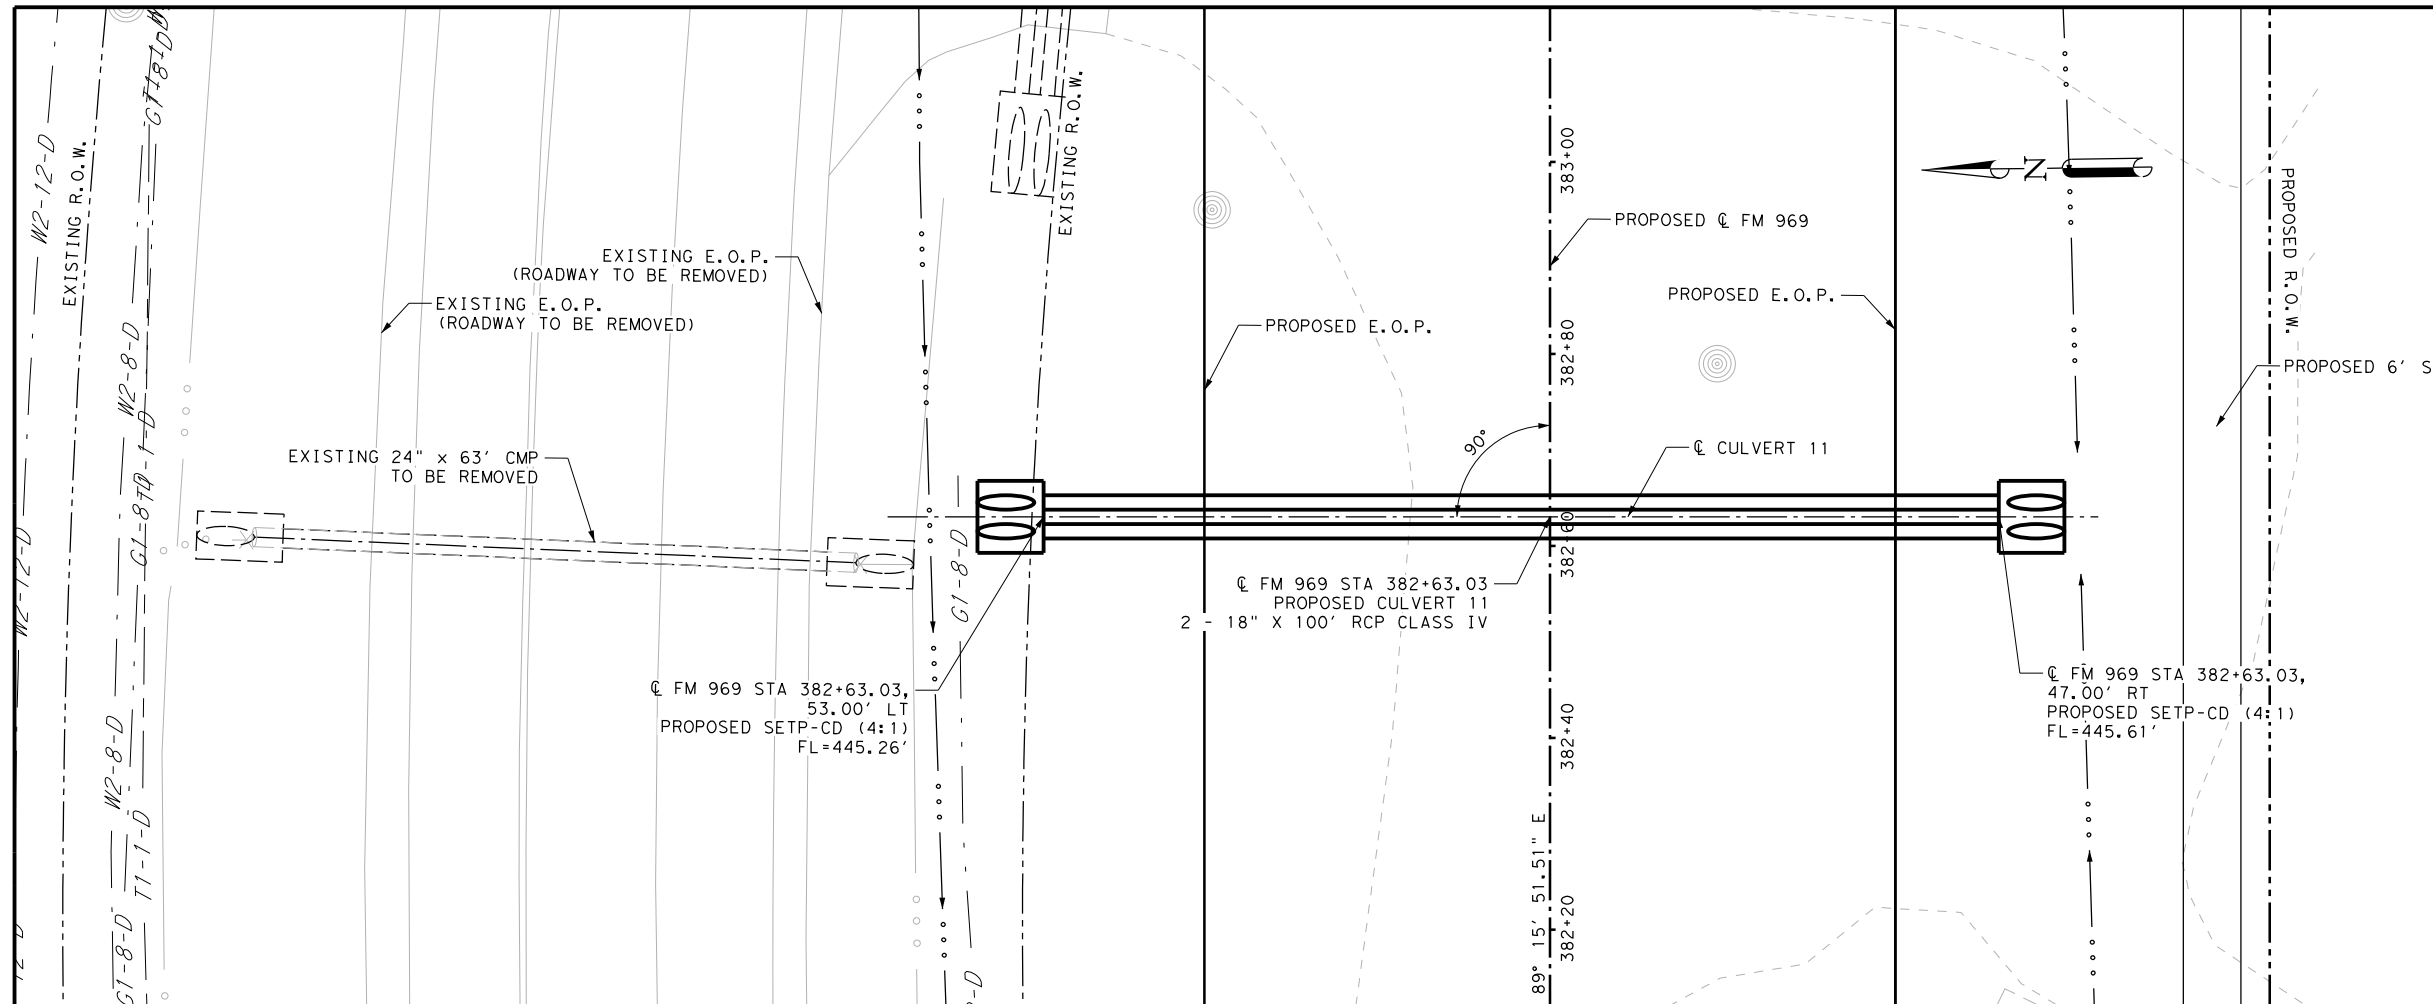 W2-12-D
EXISTING R.O.W.
G1-8-D
EXISTING R.O.W.
383+00
N
PROPOSED R.O.W.
PROPOSED ℄ FM 969
EXISTING E.O.P.
(ROADWAY TO BE REMOVED)
EXISTING E.O.P.
(ROADWAY TO BE REMOVED)
PROPOSED E.O.P.
PROPOSED E.O.P.
382+80
PROPOSED 6' S
W2-8-D
EXISTING 24" x 63' CMP
TO BE REMOVED
90°
℄ CULVERT 11
G1-8-D
T1-1-D
W2-12-D
G1-8-D
382+60
℄ FM 969 STA 382+63.03
PROPOSED CULVERT 11
2 - 18" X 100' RCP CLASS IV
℄ FM 969 STA 382+63.03,
53.00' LT
PROPOSED SETP-CD (4:1)
FL=445.26'
℄ FM 969 STA 382+63.03,
47.00' RT
PROPOSED SETP-CD (4:1)
FL=445.61'
382+40
W2-8-D
T1-1-D
89° 15' 51.51" E
382+20
G1-8-D
12-D
-D